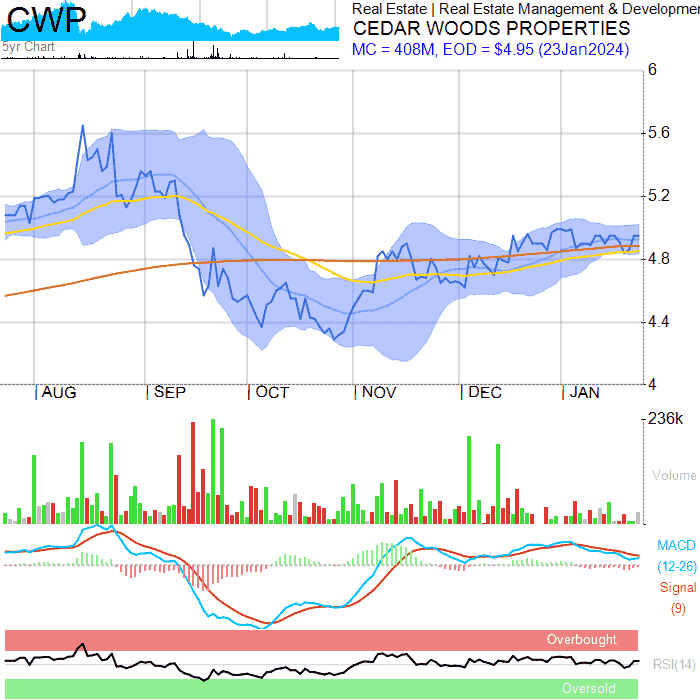 CWP
5yr Chart
Real Estate | Real Estate Management & Developmen
CEDAR WOODS PROPERTIES
MC = 408M, EOD = $4.95 (23Jan2024)
6
5.6
5.2
4.8
4.4
4
AUG SEP OCT NOV DEC JAN
236k
Volume
MACD
(12-26)
Signal
(9)
Overbought
RSI(14)
Oversold